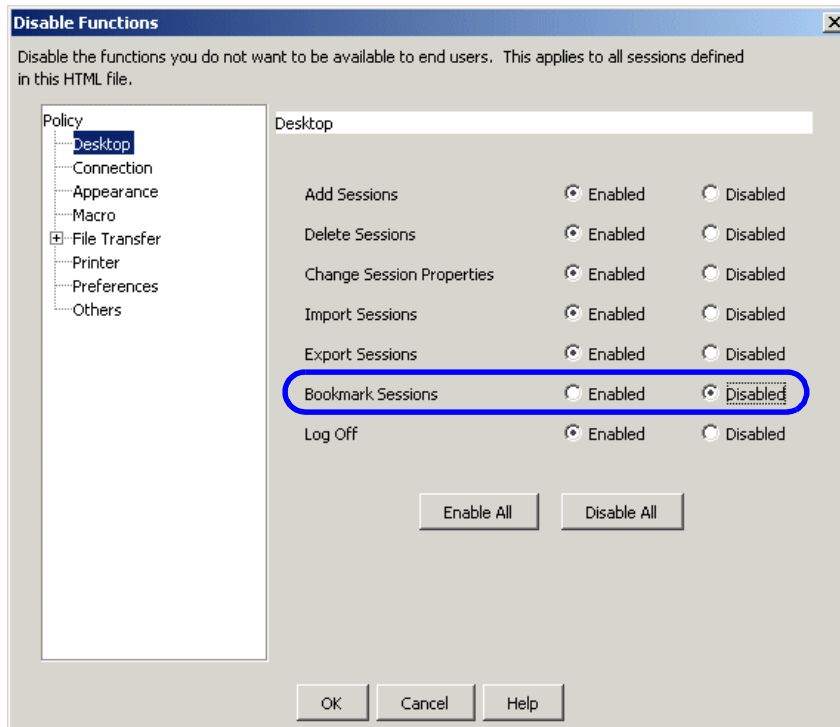 Disable Functions
Disable the functions you do not want to be available to end users. This applies to all sessions defined
in this HTML file.
Policy
Desktop
Connection
Appearance
Macro
File Transfer
Printer
Preferences
Others
Desktop
Add Sessions Enabled Disabled
Delete Sessions Enabled Disabled
Change Session Properties Enabled Disabled
Import Sessions Enabled Disabled
Export Sessions Enabled Disabled
Bookmark Sessions Enabled Disabled
Log Off Enabled Disabled
Enable All Disable All
OK Cancel Help